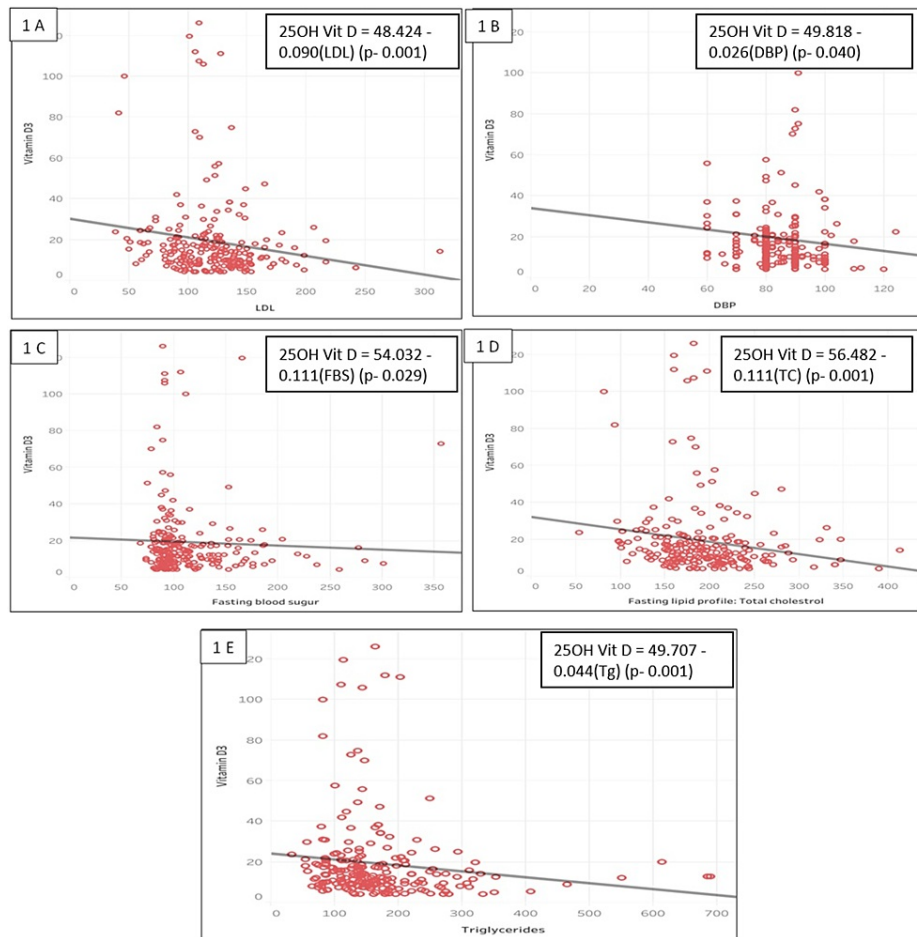 1 A
25OH Vit D = 48.424 -
0.090(LDL) (p- 0.001)
Vitamin D3
100
80
60
40
20
0
0 50 100 150 200 250 300
LDL
1 B
25OH Vit D = 49.818 -
0.026(DBP) (p- 0.040)
Vitamin D3
100
80
60
40
20
0
0 20 40 60 80 100 120
DBP
1 C
25OH Vit D = 54.032 -
0.111(FBS) (p- 0.029)
Vitamin D3
100
80
60
40
20
0
0 50 100 150 200 250 300 350
Fasting blood sugur
1 D
25OH Vit D = 56.482 -
0.111(TC) (p- 0.001)
Vitamin D3
120
100
80
60
40
20
0
0 50 100 150 200 250 300 350 400
Fasting lipid profile: Total cholestrol
1 E
25OH Vit D = 49.707 -
0.044(Tg) (p- 0.001)
Vitamin D3
20
100
80
60
40
20
0
0 100 200 300 400 500 600 700
Triglycerides